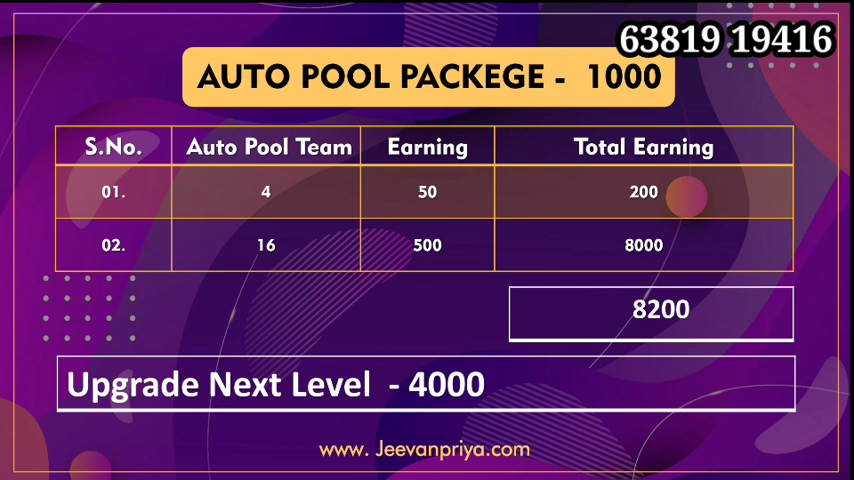 63819 19416
AUTO POOL PACKEGE - 1000
S.No. Auto Pool Team Earning Total Earning
01. 4 50 200
02. 16 500 8000
8200
Upgrade Next Level - 4000
www. Jeevanpriya.com